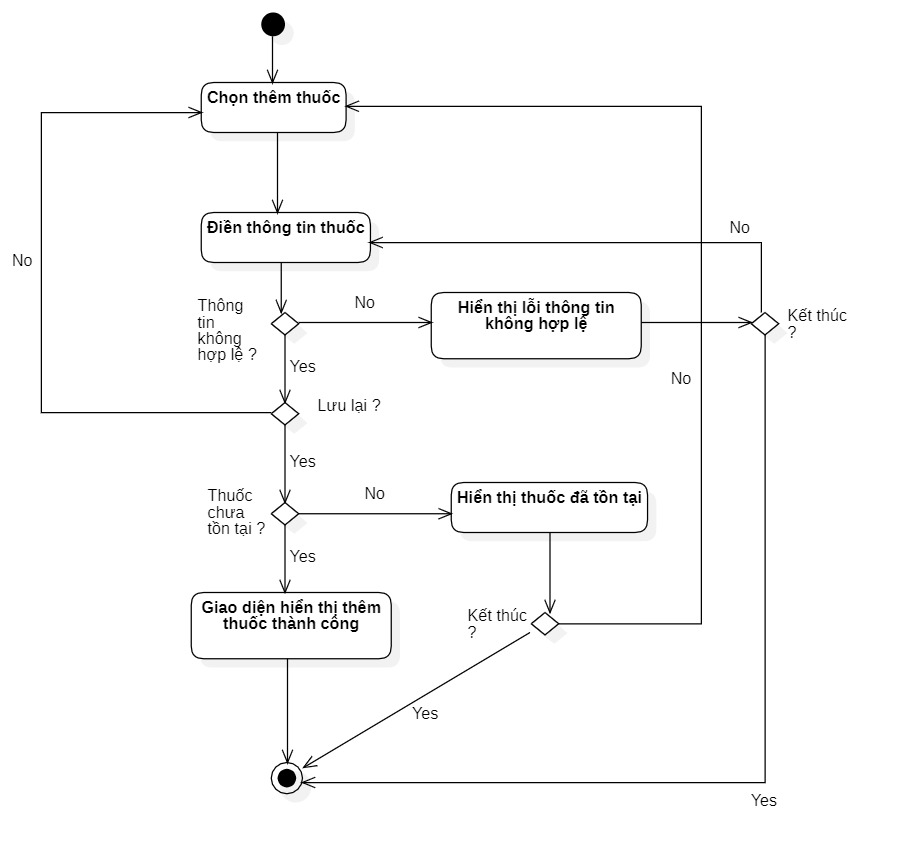 Chọn thêm thuốc
Điền thông tin thuốc
No
No
Thông
tin
không
hợp lệ ?
No
Hiển thị lỗi thông tin
không hợp lệ
Kết thúc
?
Yes
No
Lưu lại ?
Yes
Thuốc
chưa
tồn tại ?
No
Hiển thị thuốc đã tồn tại
Yes
Giao diện hiển thị thêm
thuốc thành công
Kết thúc
?
Yes
Yes